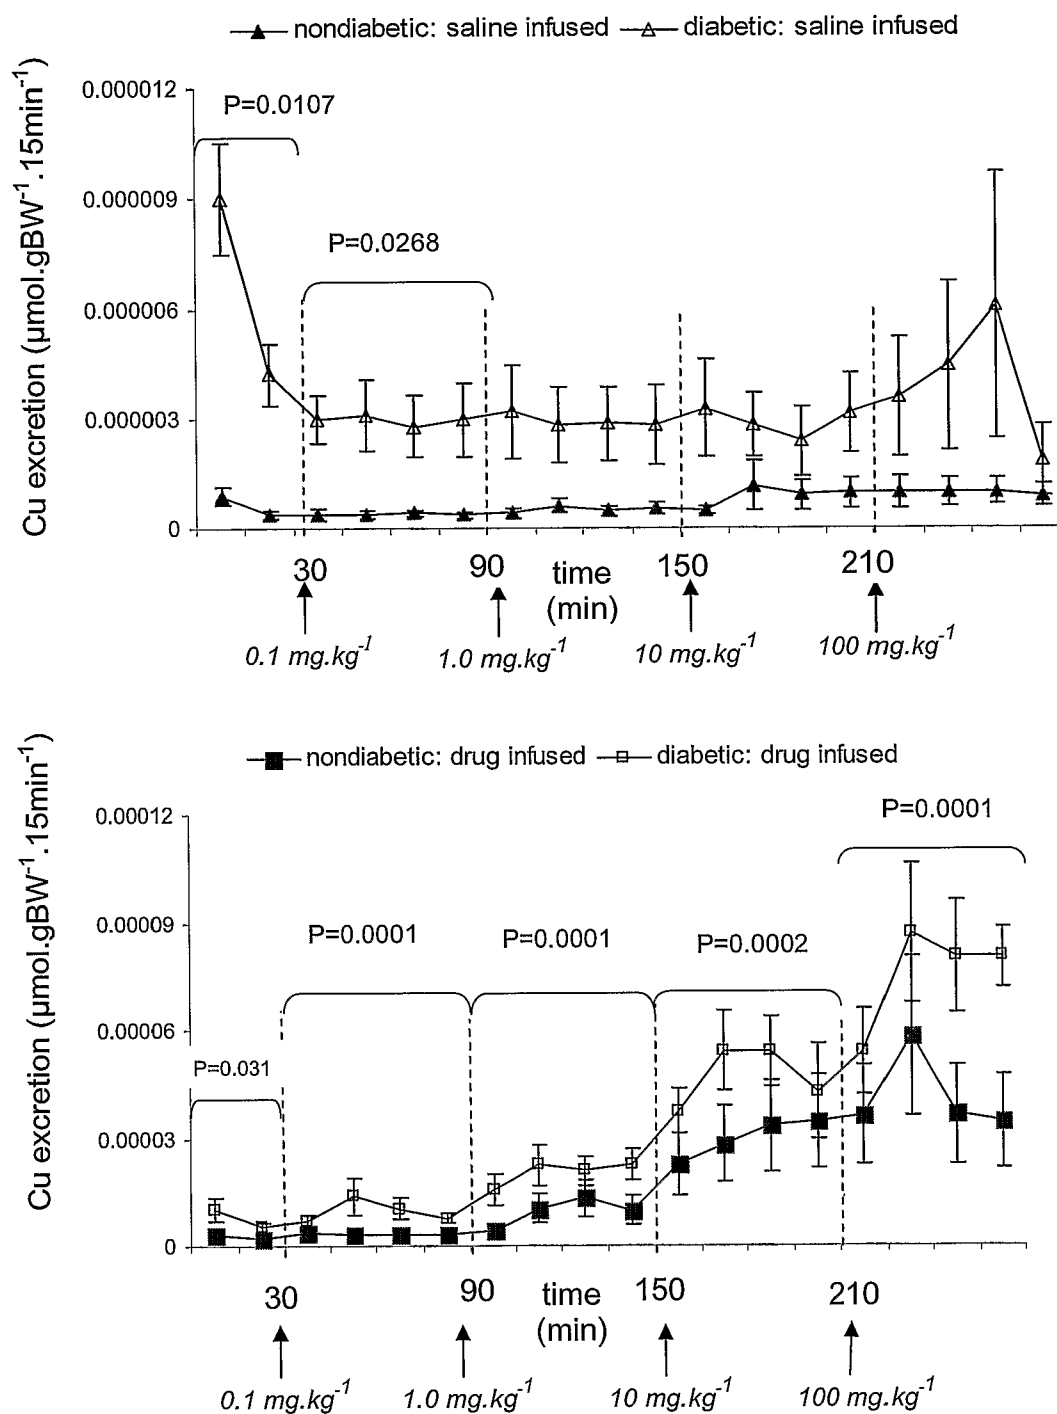 nondiabetic: saline infused diabetic: saline infused
Cu excretion (µmol.gBW⁻¹.15min⁻¹)
0.000012
P=0.0107
0.000009
P=0.0268
0.000006
0.000003
0
30 90 time 150 210
(min)
0.1 mg.kg⁻¹ 1.0 mg.kg⁻¹ 10 mg.kg⁻¹ 100 mg.kg⁻¹
nondiabetic: drug infused diabetic: drug infused
Cu excretion (µmol.gBW⁻¹.15min⁻¹)
0.00012
P=0.0001
0.00009
P=0.0001 P=0.0001 P=0.0002
0.00006
P=0.031
0.00003
0
30 90 time 150 210
(min)
0.1 mg.kg⁻¹ 1.0 mg.kg⁻¹ 10 mg.kg⁻¹ 100 mg.kg⁻¹